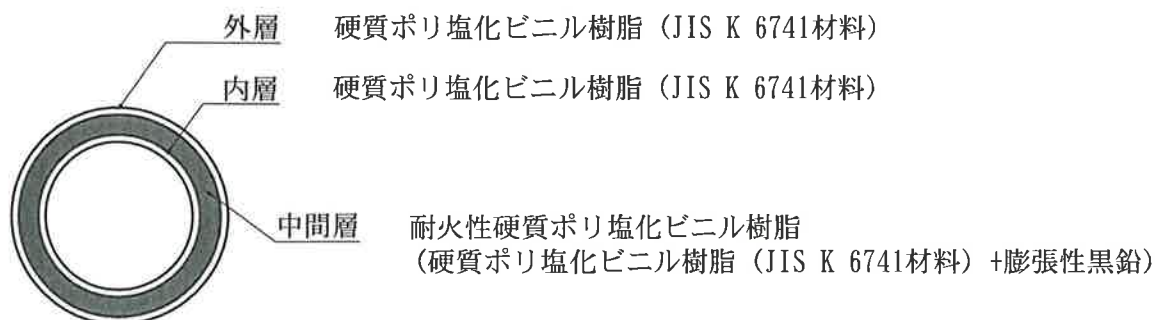 外層 硬質ポリ塩化ビニル樹脂（JIS K 6741材料）
内層 硬質ポリ塩化ビニル樹脂（JIS K 6741材料）
中間層 耐火性硬質ポリ塩化ビニル樹脂
（硬質ポリ塩化ビニル樹脂（JIS K 6741材料）+膨張性黒鉛）